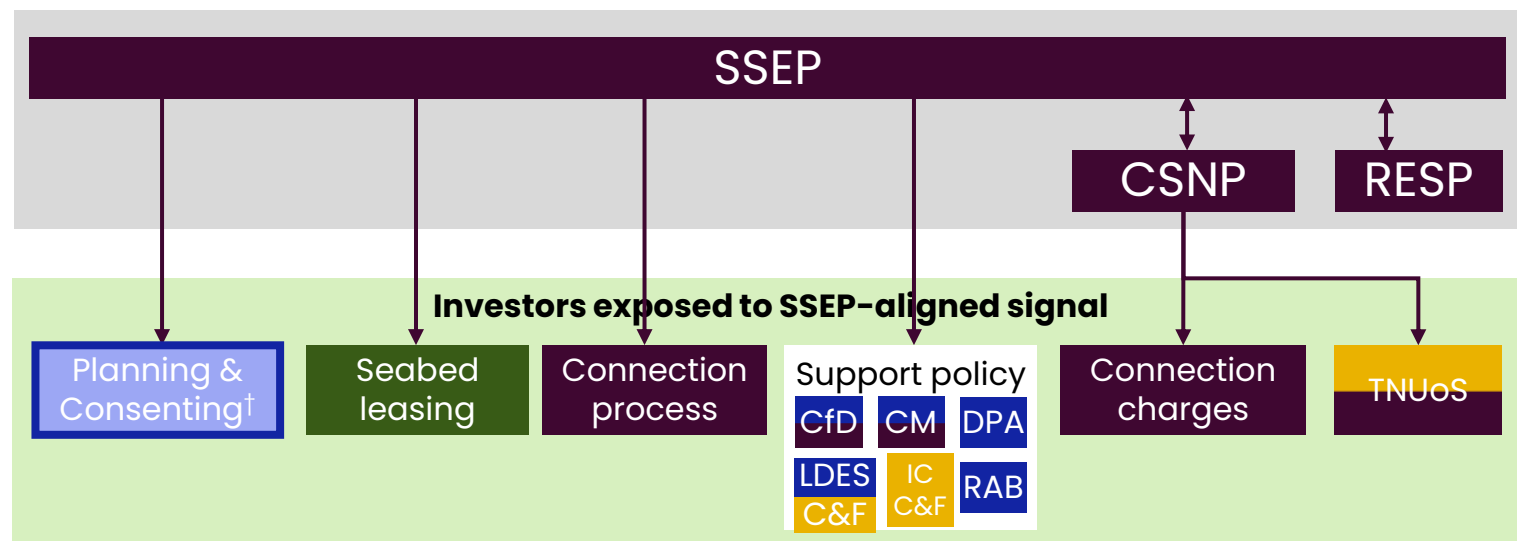 SSEP
CSNP
RESP
Investors exposed to SSEP-aligned signal
Planning &
Consenting†
Seabed
leasing
Connection
process
Support policy
CfD
CM
DPA
LDES
C&F
IC
C&F
RAB
Connection
charges
TNUoS